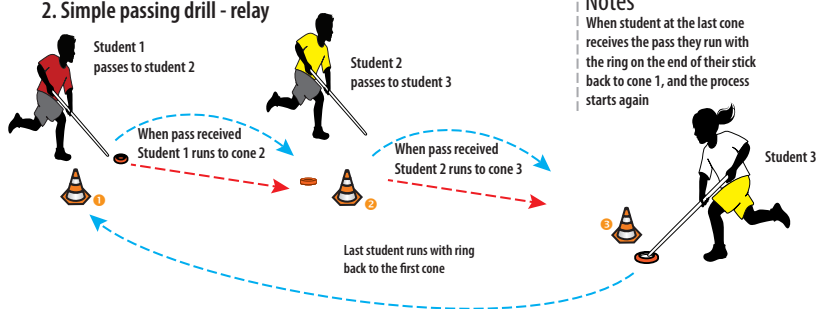 2. Simple passing drill - relay
Student 1
passes to student 2
Student 2
passes to student 3
Notes
When student at the last cone
receives the pass they run with
the ring on the end of their stick
back to cone 1, and the process
starts again
When pass received
Student 1 runs to cone 2
When pass received
Student 2 runs to cone 3
Student 3
1
2
3
Last student runs with ring
back to the first cone